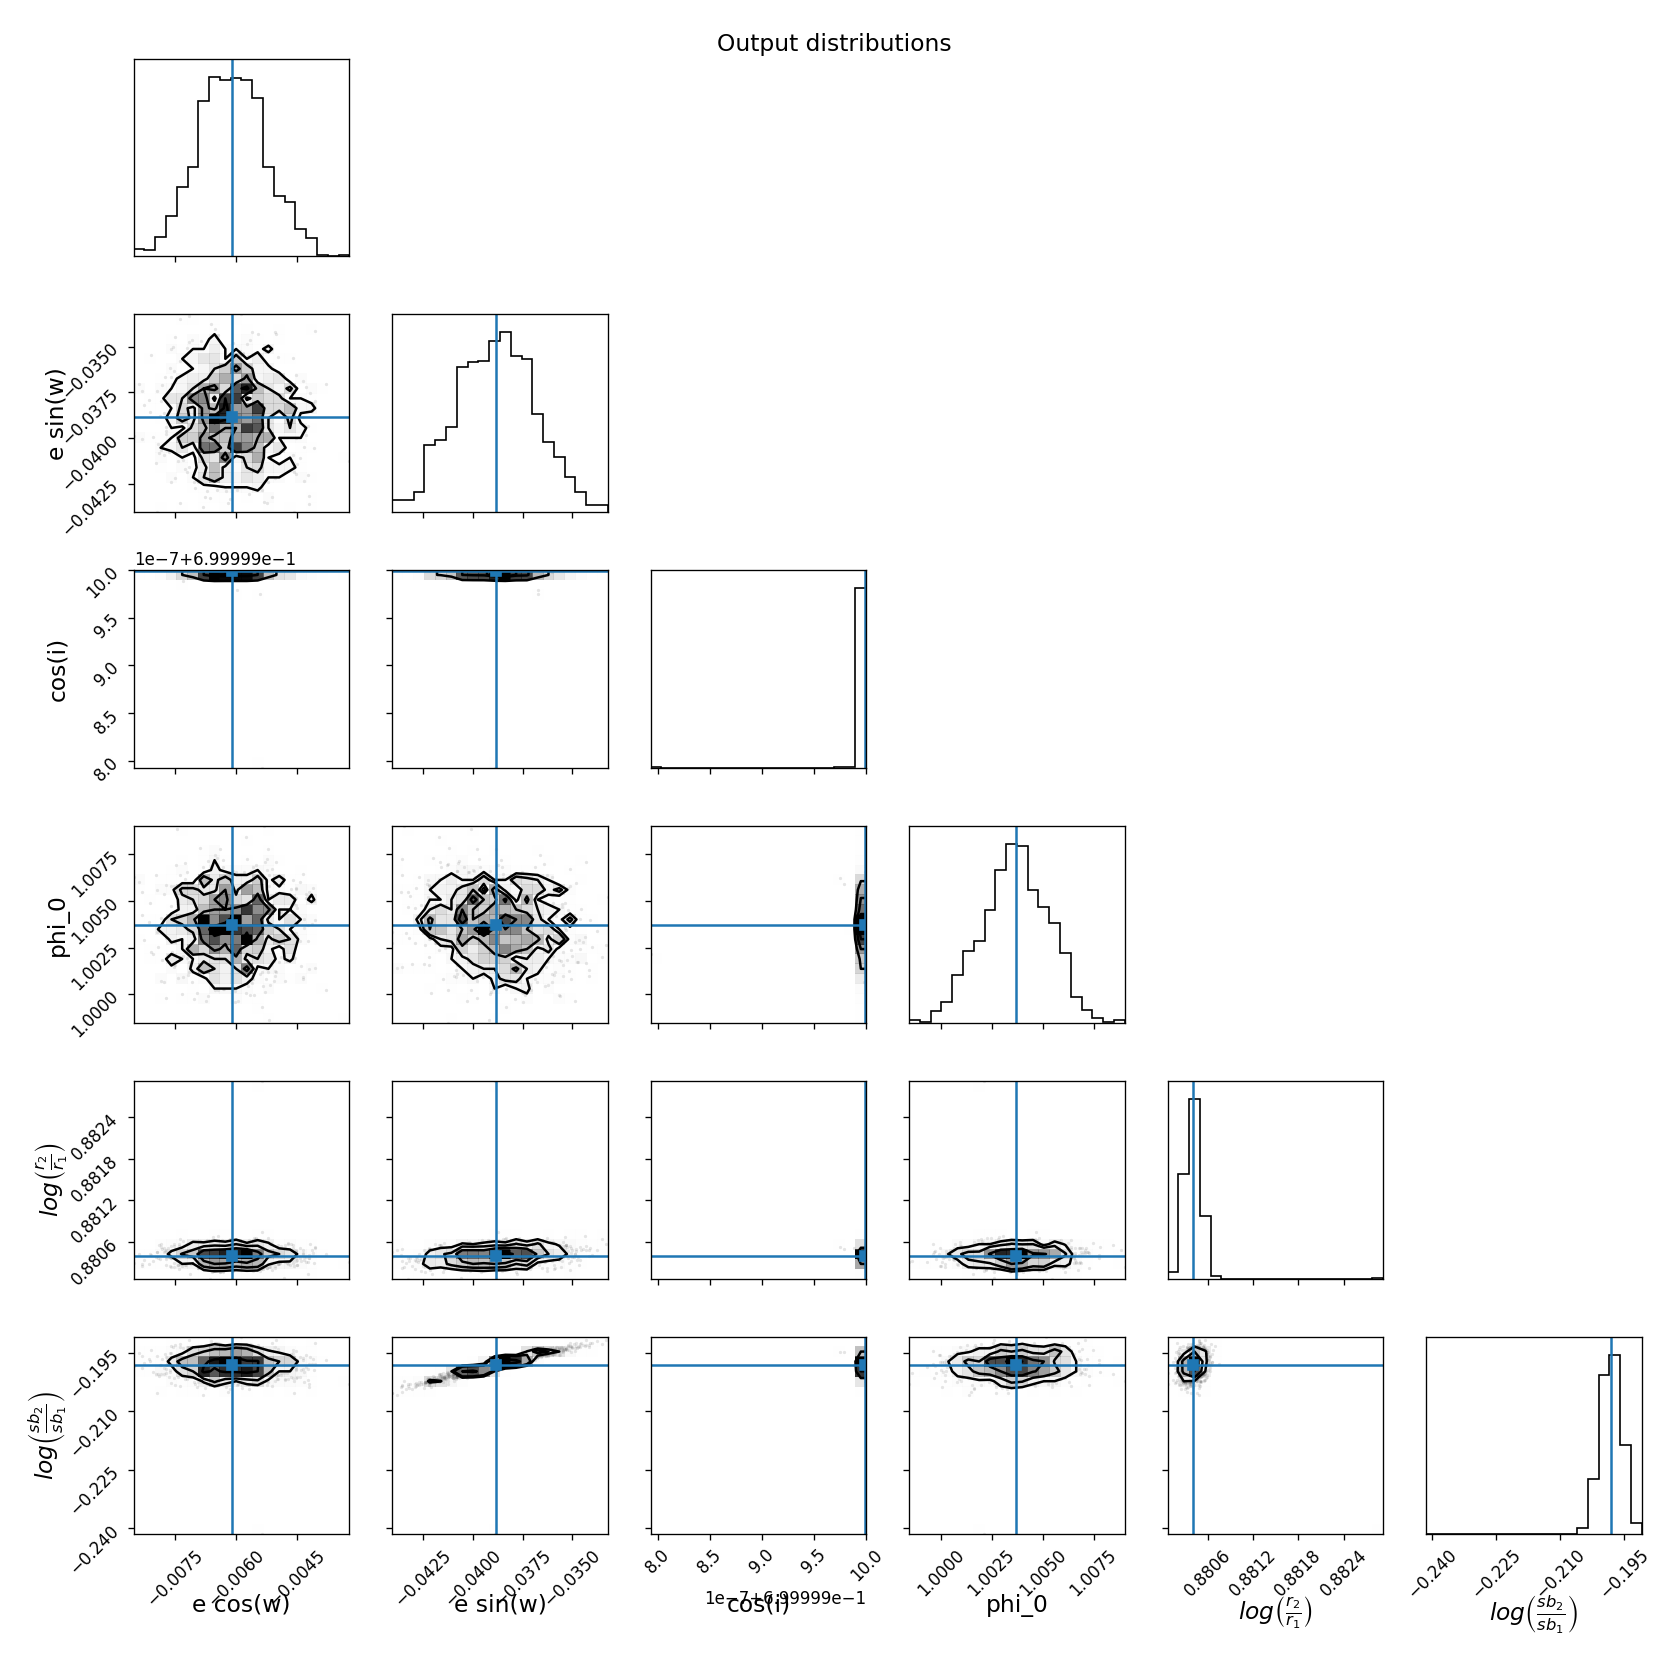 Output distributions
e sin(w)
−0.0350
−0.0375
−0.0400
−0.0425
1e−7+6.99999e−1
cos(i)
10.0
9.5
9.0
8.5
8.0
phi_0
1.0075
1.0050
1.0025
1.0000
log(r₂/r₁)
0.8824
0.8818
0.8812
0.8806
log(sb₂/sb₁)
−0.195
−0.210
−0.225
−0.240
−0.0075 −0.0060 −0.0045
e cos(w)
−0.0425 −0.0400 −0.0375 −0.0350
e sin(w)
8.0 8.5 9.0 9.5 10.0
1e−7+6.99999e−1
cos(i)
1.0000 1.0025 1.0050 1.0075
phi_0
0.8806 0.8812 0.8818 0.8824
log(r₂/r₁)
−0.240 −0.225 −0.210 −0.195
log(sb₂/sb₁)